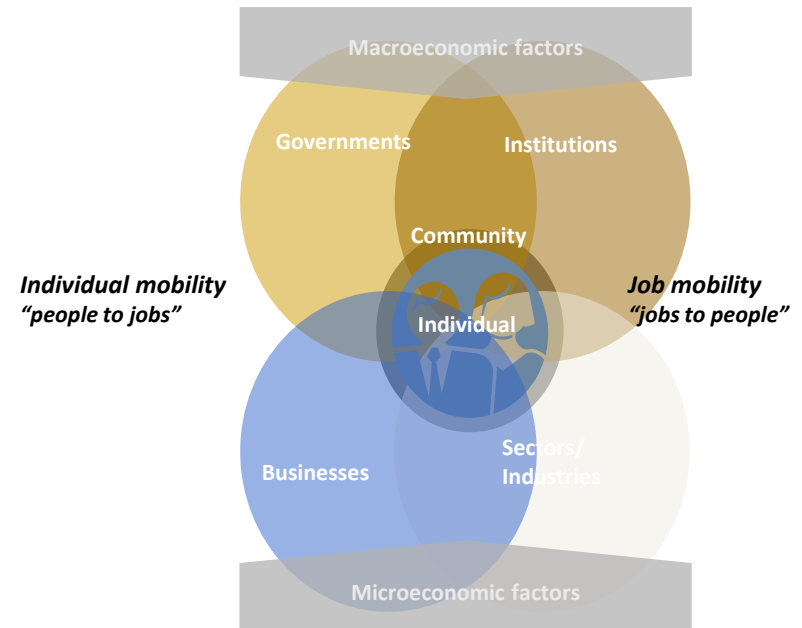 Macroeconomic factors
Governments
Institutions
Community
Individual mobility
“people to jobs”
Job mobility
“jobs to people”
Individual
Businesses
Sectors/
Industries
Microeconomic factors